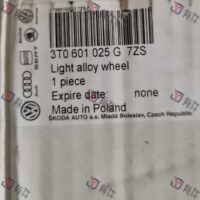 3T0 601 025 G 7ZS
Light alloy wheel
1 piece
Expire date: none
Made in Poland
ŠKODA AUTO a.s., Mladá Boleslav, Czech Republic